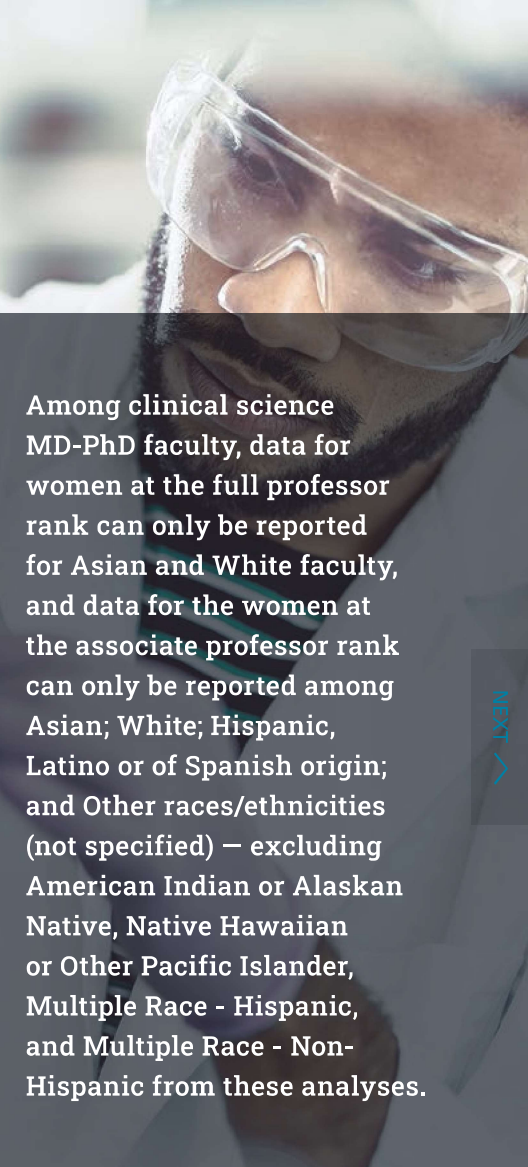 Among clinical science
MD-PhD faculty, data for
women at the full professor
rank can only be reported
for Asian and White faculty,
and data for the women at
the associate professor rank
can only be reported among
Asian; White; Hispanic,
Latino or of Spanish origin;
and Other races/ethnicities
(not specified) — excluding
American Indian or Alaskan
Native, Native Hawaiian
or Other Pacific Islander,
Multiple Race - Hispanic,
and Multiple Race - Non-
Hispanic from these analyses.
NEXT